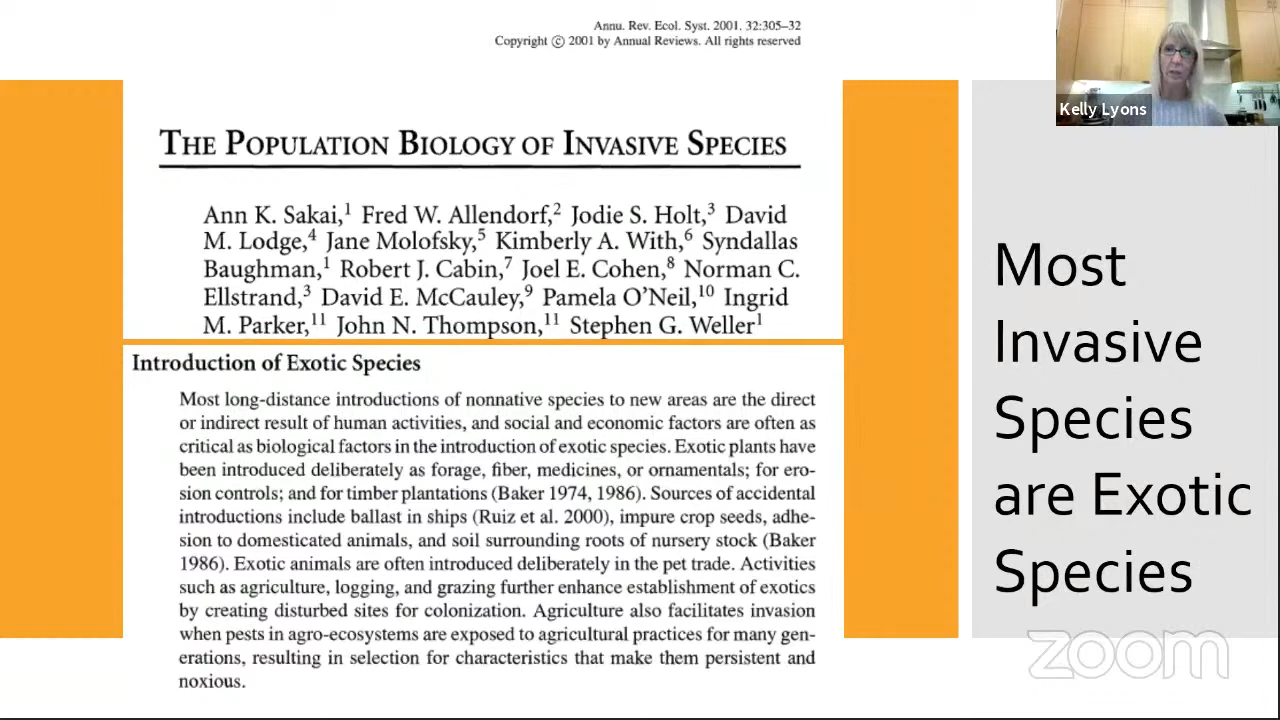 Annu. Rev. Ecol. Syst. 2001. 32:305–32
Copyright © 2001 by Annual Reviews. All rights reserved
Kelly Lyons
THE POPULATION BIOLOGY OF INVASIVE SPECIES
Ann K. Sakai,¹ Fred W. Allendorf,² Jodie S. Holt,³ David
M. Lodge,⁴ Jane Molofsky,⁵ Kimberly A. With,⁶ Syndallas
Baughman,¹ Robert J. Cabin,⁷ Joel E. Cohen,⁸ Norman C.
Ellstrand,³ David E. McCauley,⁹ Pamela O'Neil,¹⁰ Ingrid
M. Parker,¹¹ John N. Thompson,¹¹ Stephen G. Weller¹
Introduction of Exotic Species
Most long-distance introductions of nonnative species to new areas are the direct
or indirect result of human activities, and social and economic factors are often as
critical as biological factors in the introduction of exotic species. Exotic plants have
been introduced deliberately as forage, fiber, medicines, or ornamentals; for ero-
sion controls; and for timber plantations (Baker 1974, 1986). Sources of accidental
introductions include ballast in ships (Ruiz et al. 2000), impure crop seeds, adhe-
sion to domesticated animals, and soil surrounding roots of nursery stock (Baker
1986). Exotic animals are often introduced deliberately in the pet trade. Activities
such as agriculture, logging, and grazing further enhance establishment of exotics
by creating disturbed sites for colonization. Agriculture also facilitates invasion
when pests in agro-ecosystems are exposed to agricultural practices for many gen-
erations, resulting in selection for characteristics that make them persistent and
noxious.
Most
Invasive
Species
are Exotic
Species
zoom